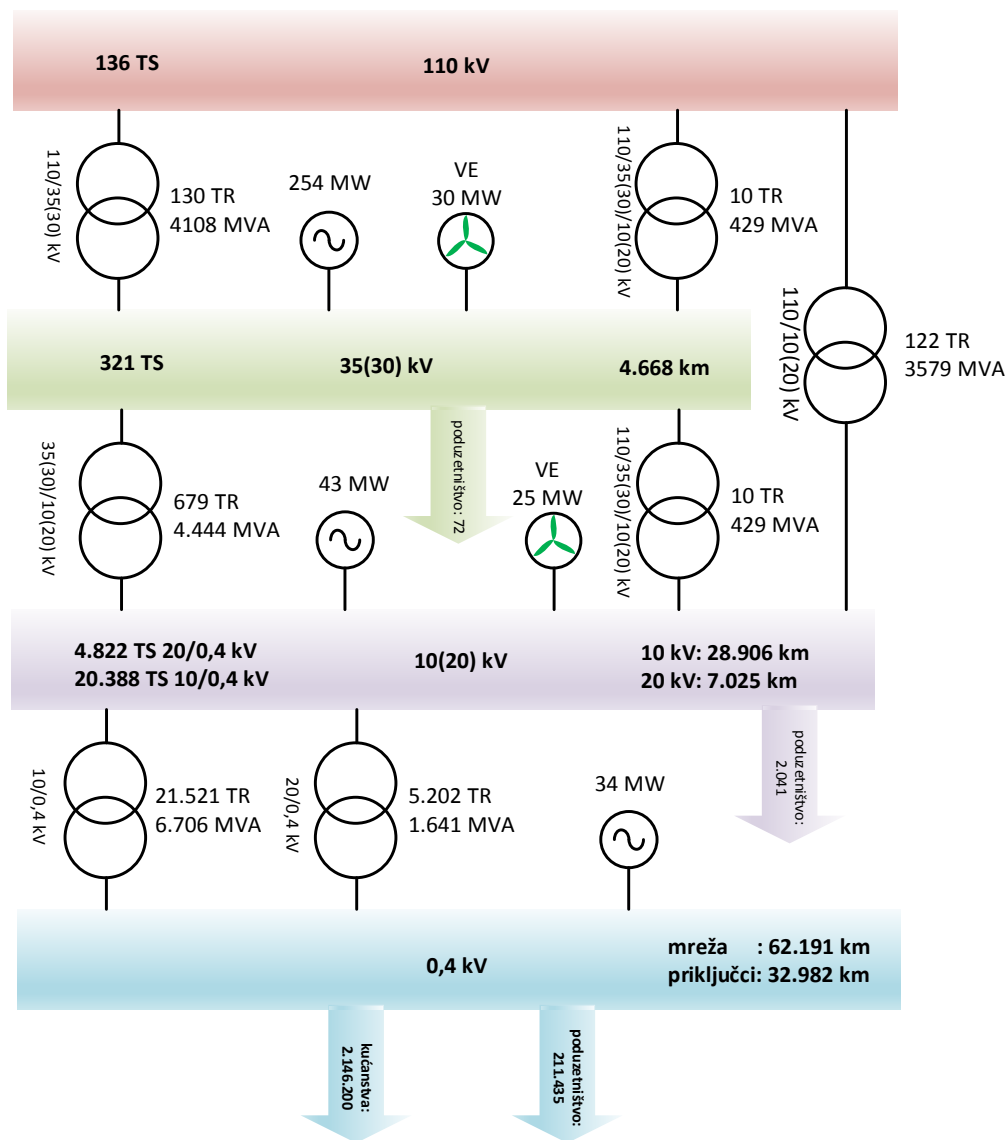 136 TS
110 kV
110/35(30) kV
130 TR
4108 MVA
254 MW
VE
30 MW
110/35(30)/10(20) kV
10 TR
429 MVA
110/10(20) kV
122 TR
3579 MVA
321 TS
35(30) kV
4.668 km
poduzetništvo: 72
35(30)/10(20) kV
679 TR
4.444 MVA
43 MW
VE
25 MW
110/35(30)/10(20) kV
10 TR
429 MVA
4.822 TS 20/0,4 kV
20.388 TS 10/0,4 kV
10(20) kV
10 kV: 28.906 km
20 kV: 7.025 km
poduzetništvo:
2.041
10/0,4 kV
21.521 TR
6.706 MVA
20/0,4 kV
5.202 TR
1.641 MVA
34 MW
0,4 kV
mreža : 62.191 km
priključci: 32.982 km
kućanstva:
2.146.200
poduzetništvo:
211.435